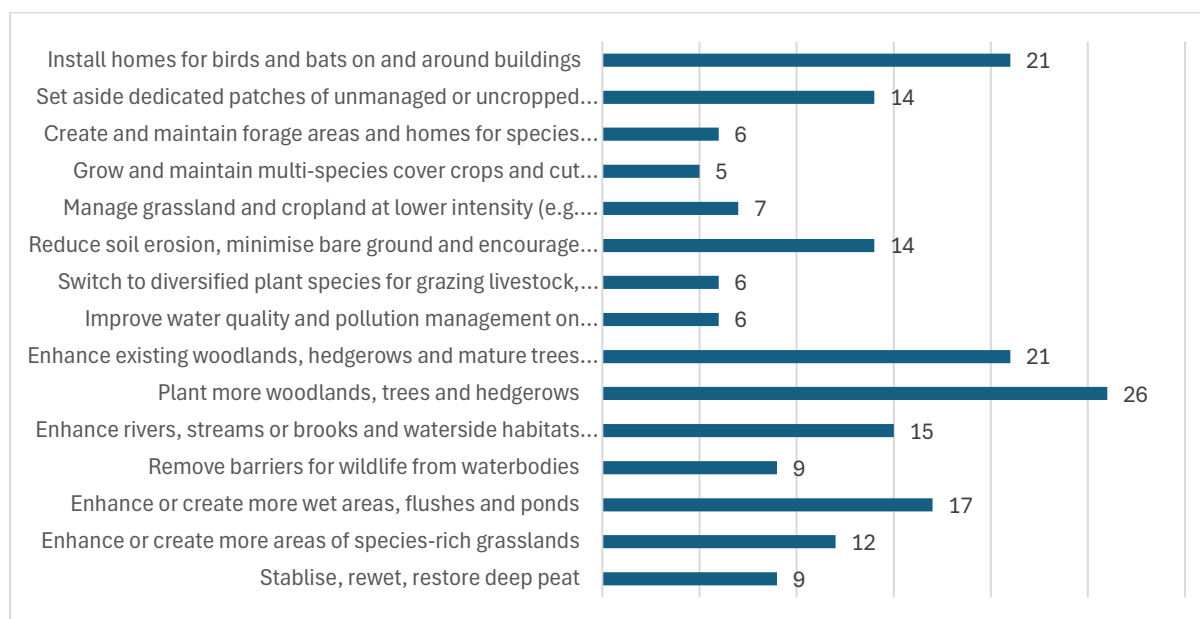 Install homes for birds and bats on and around buildings 21
Set aside dedicated patches of unmanaged or uncropped... 14
Create and maintain forage areas and homes for species... 6
Grow and maintain multi-species cover crops and cut... 5
Manage grassland and cropland at lower intensity (e.g.... 7
Reduce soil erosion, minimise bare ground and encourage... 14
Switch to diversified plant species for grazing livestock,... 6
Improve water quality and pollution management on... 6
Enhance existing woodlands, hedgerows and mature trees... 21
Plant more woodlands, trees and hedgerows 26
Enhance rivers, streams or brooks and waterside habitats... 15
Remove barriers for wildlife from waterbodies 9
Enhance or create more wet areas, flushes and ponds 17
Enhance or create more areas of species-rich grasslands 12
Stablise, rewet, restore deep peat 9